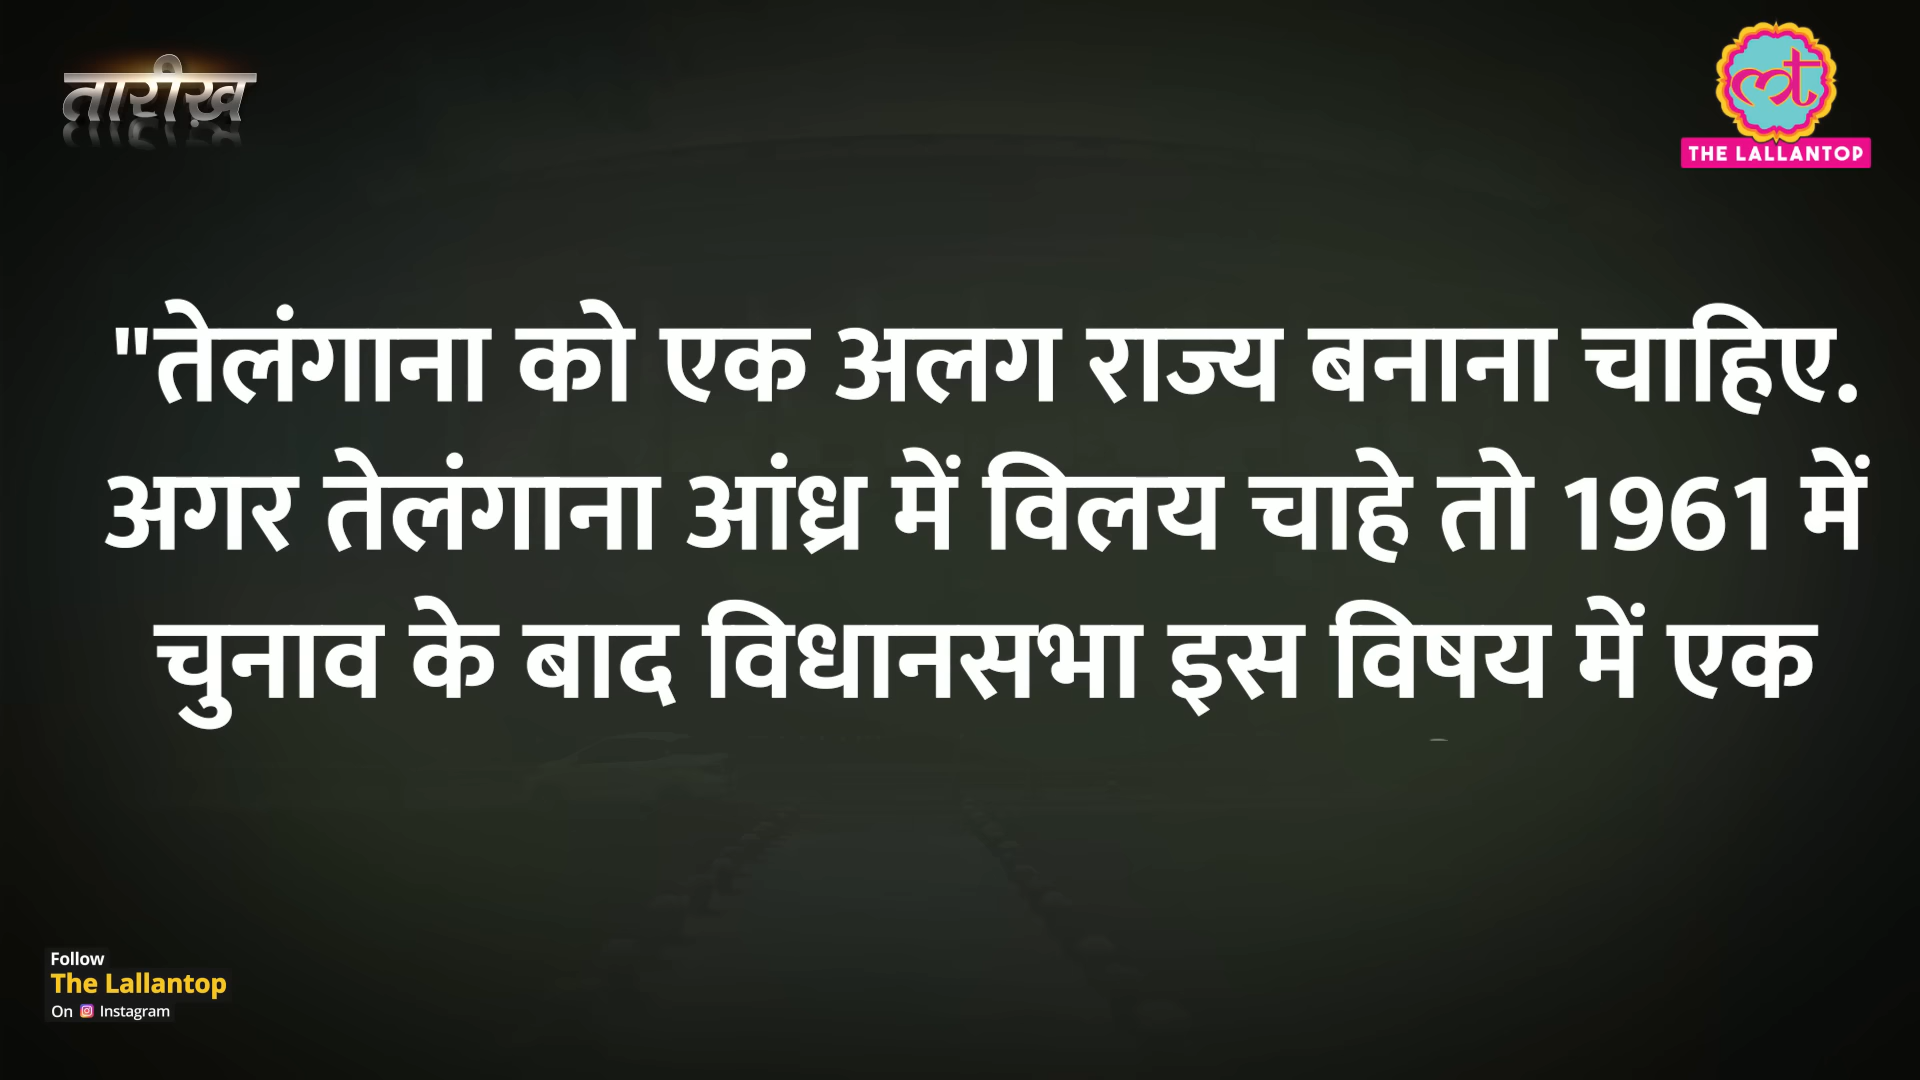 तारीख़
THE LALLANTOP
"तेलंगाना को एक अलग राज्य बनाना चाहिए.
अगर तेलंगाना आंध्र में विलय चाहे तो 1961 में
चुनाव के बाद विधानसभा इस विषय में एक
Follow
The Lallantop
On Instagram